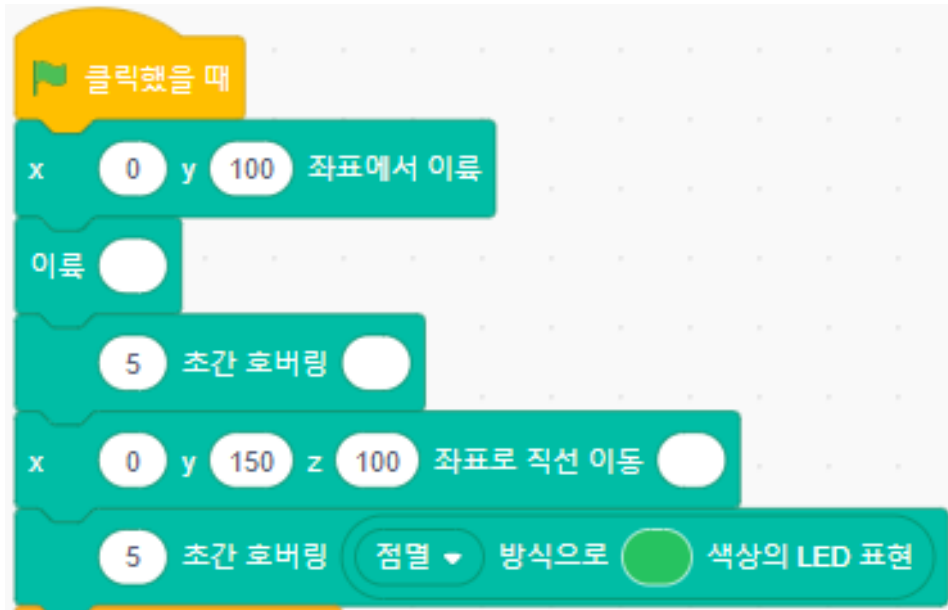 클릭했을 때
x 0 y 100 좌표에서 이륙
이륙
5 초간 호버링
x 0 y 150 z 100 좌표로 직선 이동
5 초간 호버링 점멸 방식으로 색상의 LED 표현